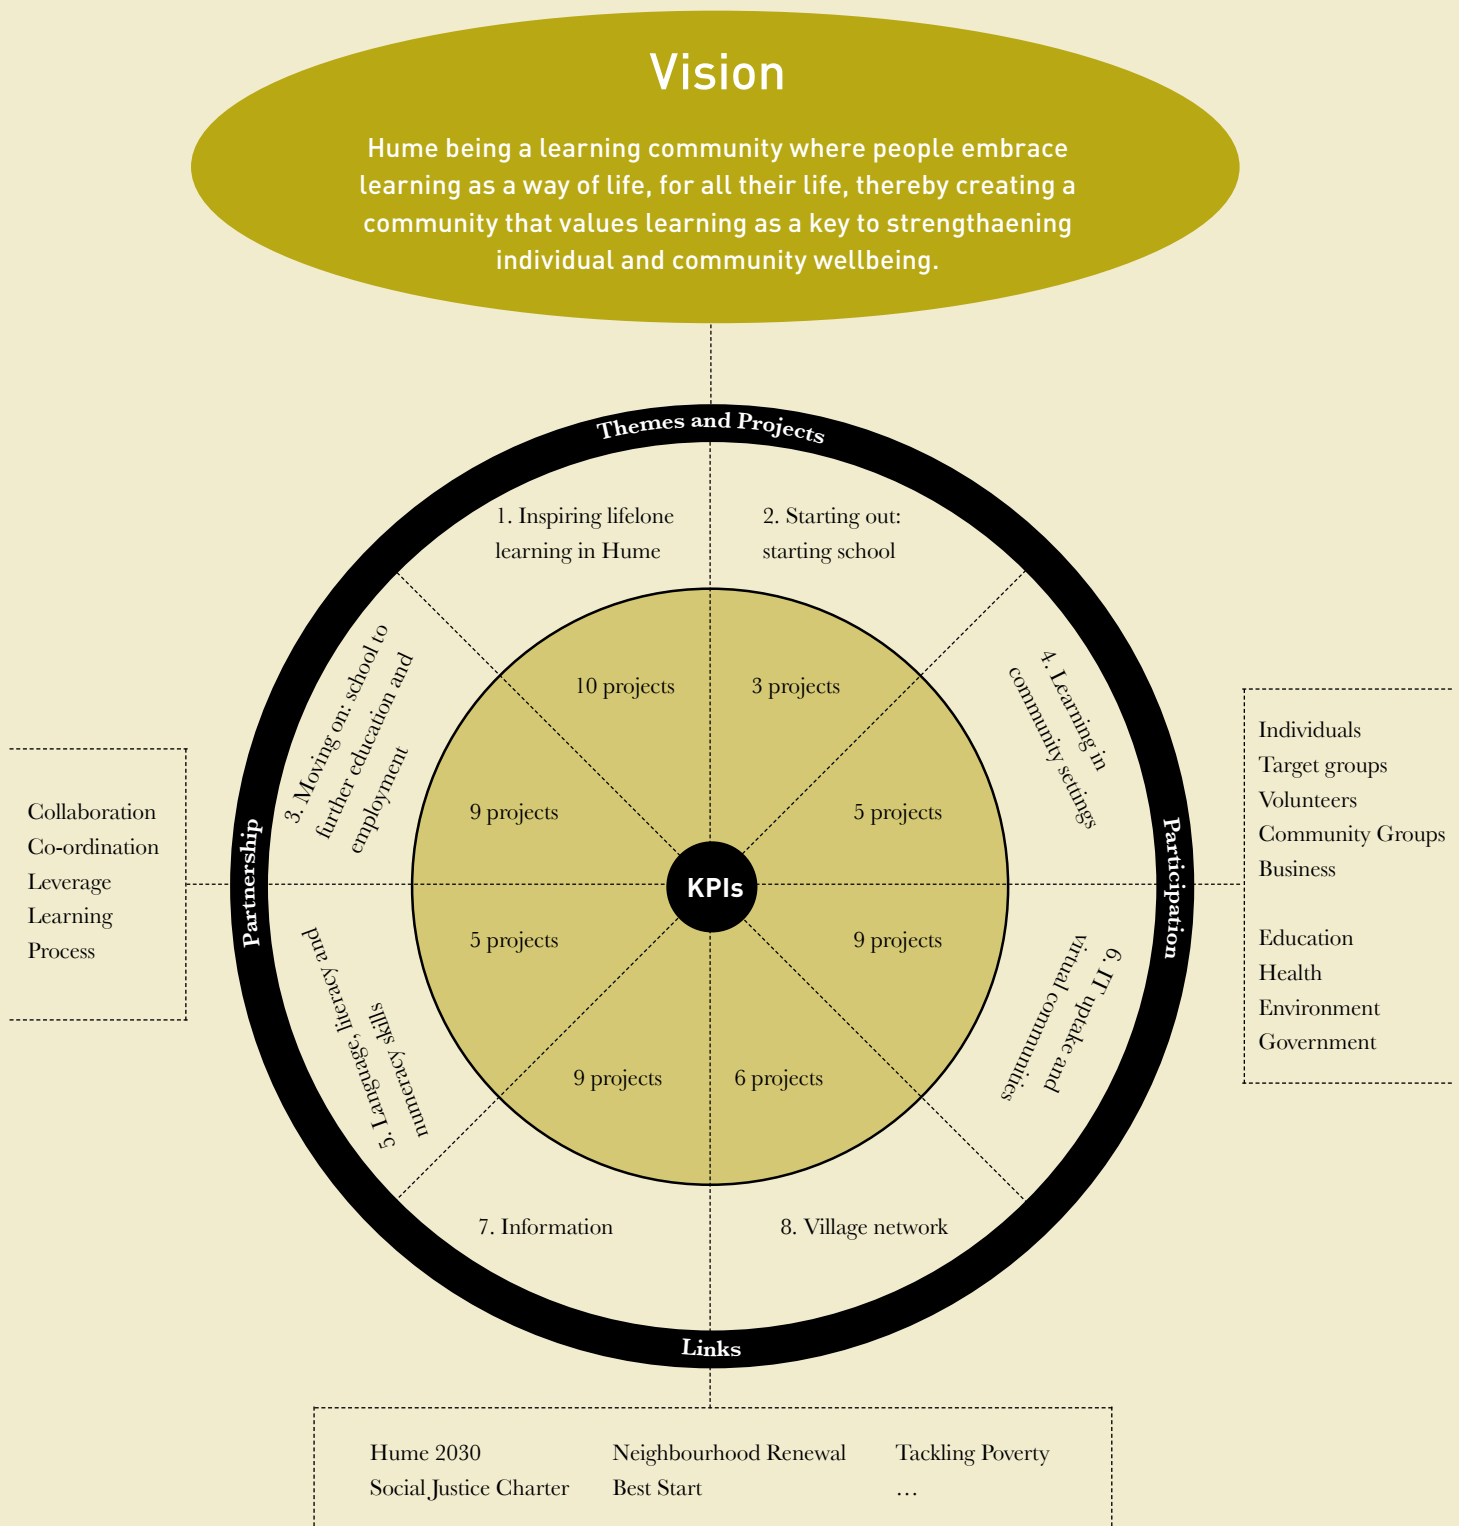 Vision
Hume being a learning community where people embrace
learning as a way of life, for all their life, thereby creating a
community that values learning as a key to strengthaening
individual and community wellbeing.
Themes and Projects
1. Inspiring lifelone
learning in Hume
2. Starting out:
starting school
3. Moving on: school to
further education and
employment
4. Learning in
community settings
10 projects
3 projects
9 projects
5 projects
Partnership
KPIs
Participation
Collaboration
Co-ordination
Leverage
Learning
Process
Individuals
Target groups
Volunteers
Community Groups
Business
Education
Health
Environment
Government
5 projects
9 projects
9 projects
6 projects
5. Language, literacy and
numeracy skills
6. IT uptake and
virtual communities
7. Information
8. Village network
Links
Hume 2030
Social Justice Charter
Neighbourhood Renewal
Best Start
Tackling Poverty
…